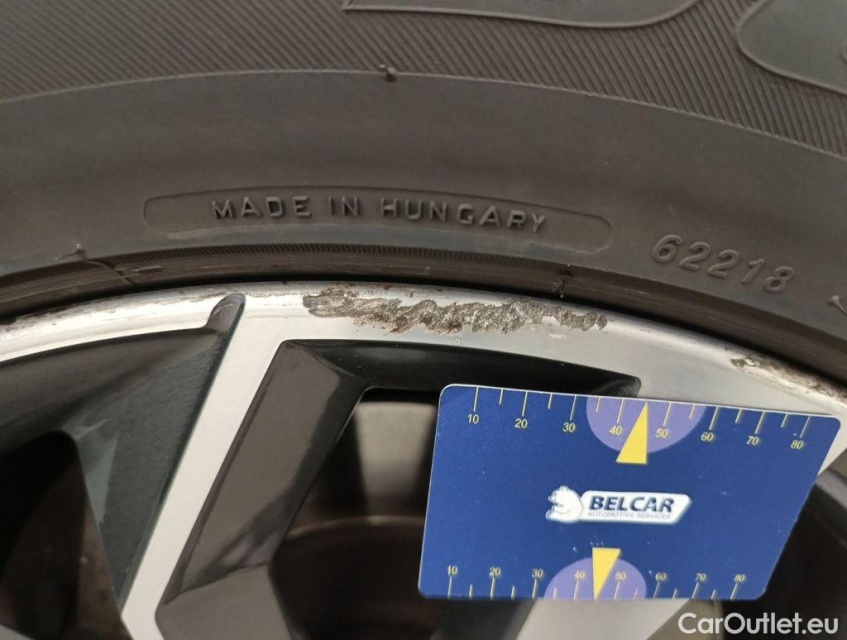 MADE IN HUNGARY
62218
10 20 30 40 50 60 70 80
BELCAR
AUTOMOTIVE SERVICES
10 20 30 40 50 60 70 80
CarOutlet.eu